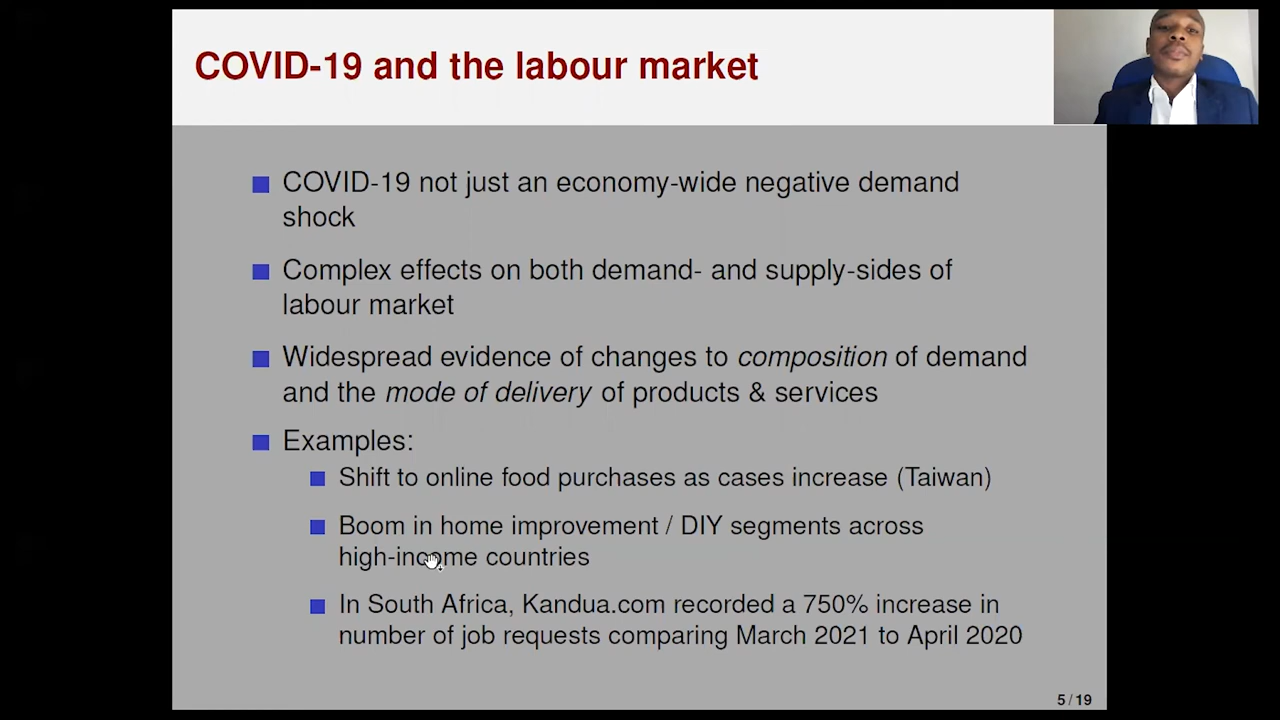 COVID-19 and the labour market
COVID-19 not just an economy-wide negative demand
shock
Complex effects on both demand- and supply-sides of
labour market
Widespread evidence of changes to composition of demand
and the mode of delivery of products & services
Examples:
Shift to online food purchases as cases increase (Taiwan)
Boom in home improvement / DIY segments across
high-income countries
In South Africa, Kandua.com recorded a 750% increase in
number of job requests comparing March 2021 to April 2020
5 / 19